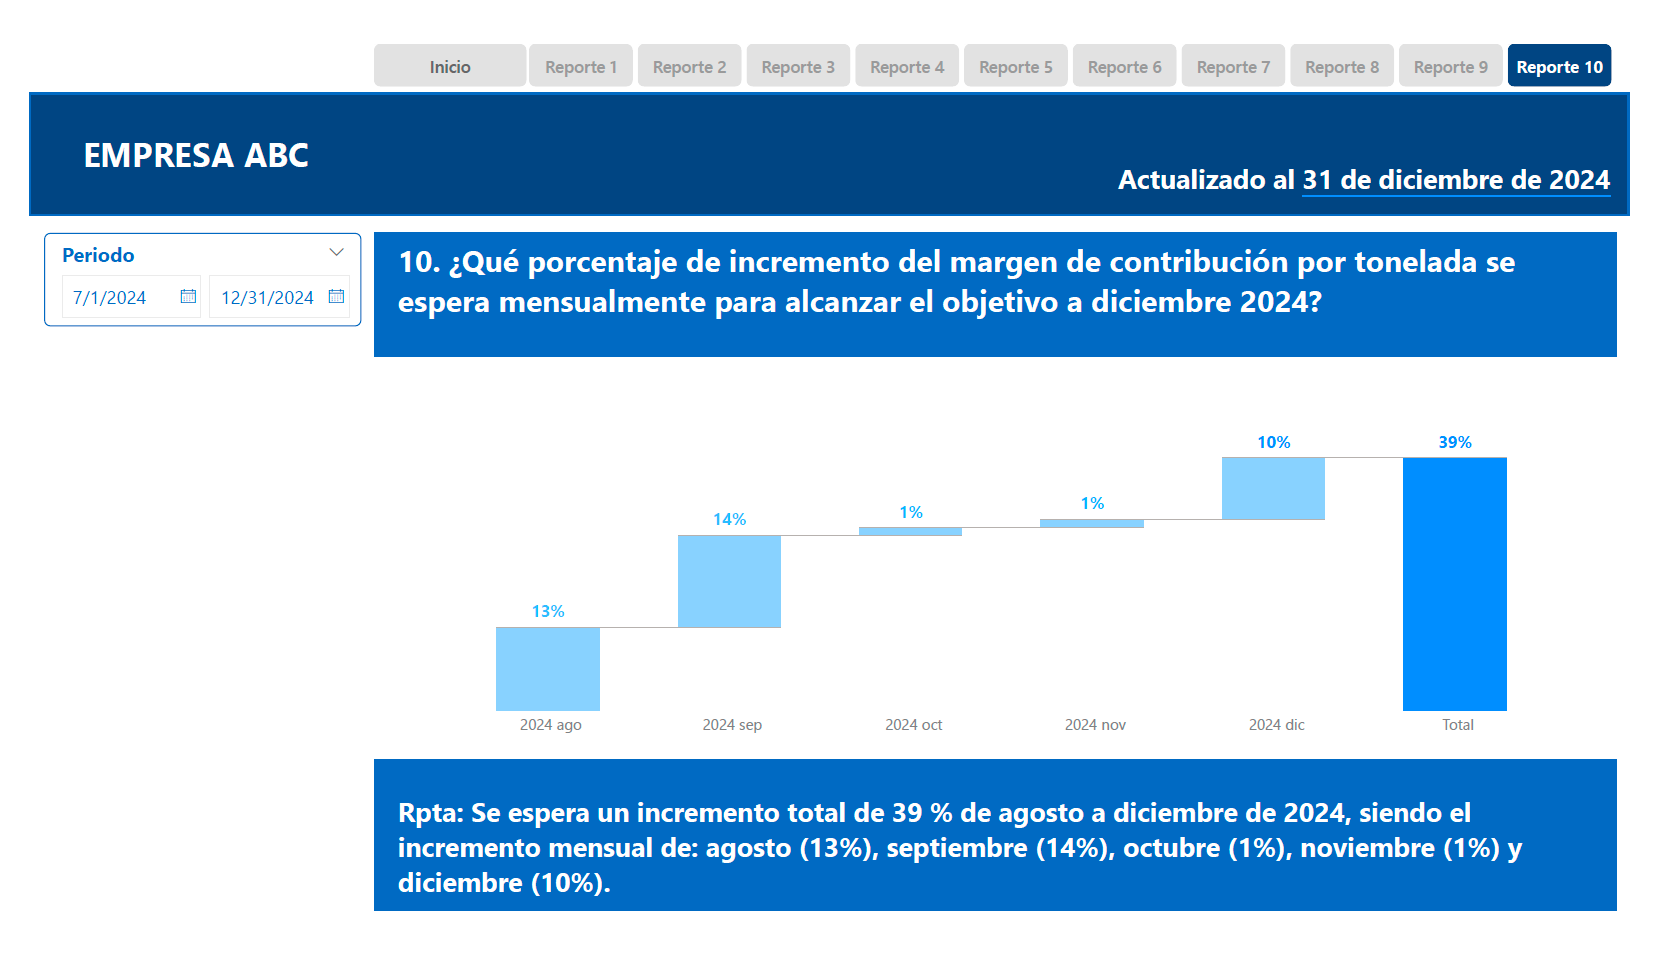 Inicio
Reporte 1
Reporte 2
Reporte 3
Reporte 4
Reporte 5
Reporte 6
Reporte 7
Reporte 8
Reporte 9
Reporte 10
EMPRESA ABC
Actualizado al 31 de diciembre de 2024
Periodo
7/1/2024
12/31/2024
10. ¿Qué porcentaje de incremento del margen de contribución por tonelada se
espera mensualmente para alcanzar el objetivo a diciembre 2024?
13%
14%
1%
1%
10%
39%
2024 ago
2024 sep
2024 oct
2024 nov
2024 dic
Total
Rpta: Se espera un incremento total de 39 % de agosto a diciembre de 2024, siendo el
incremento mensual de: agosto (13%), septiembre (14%), octubre (1%), noviembre (1%) y
diciembre (10%).